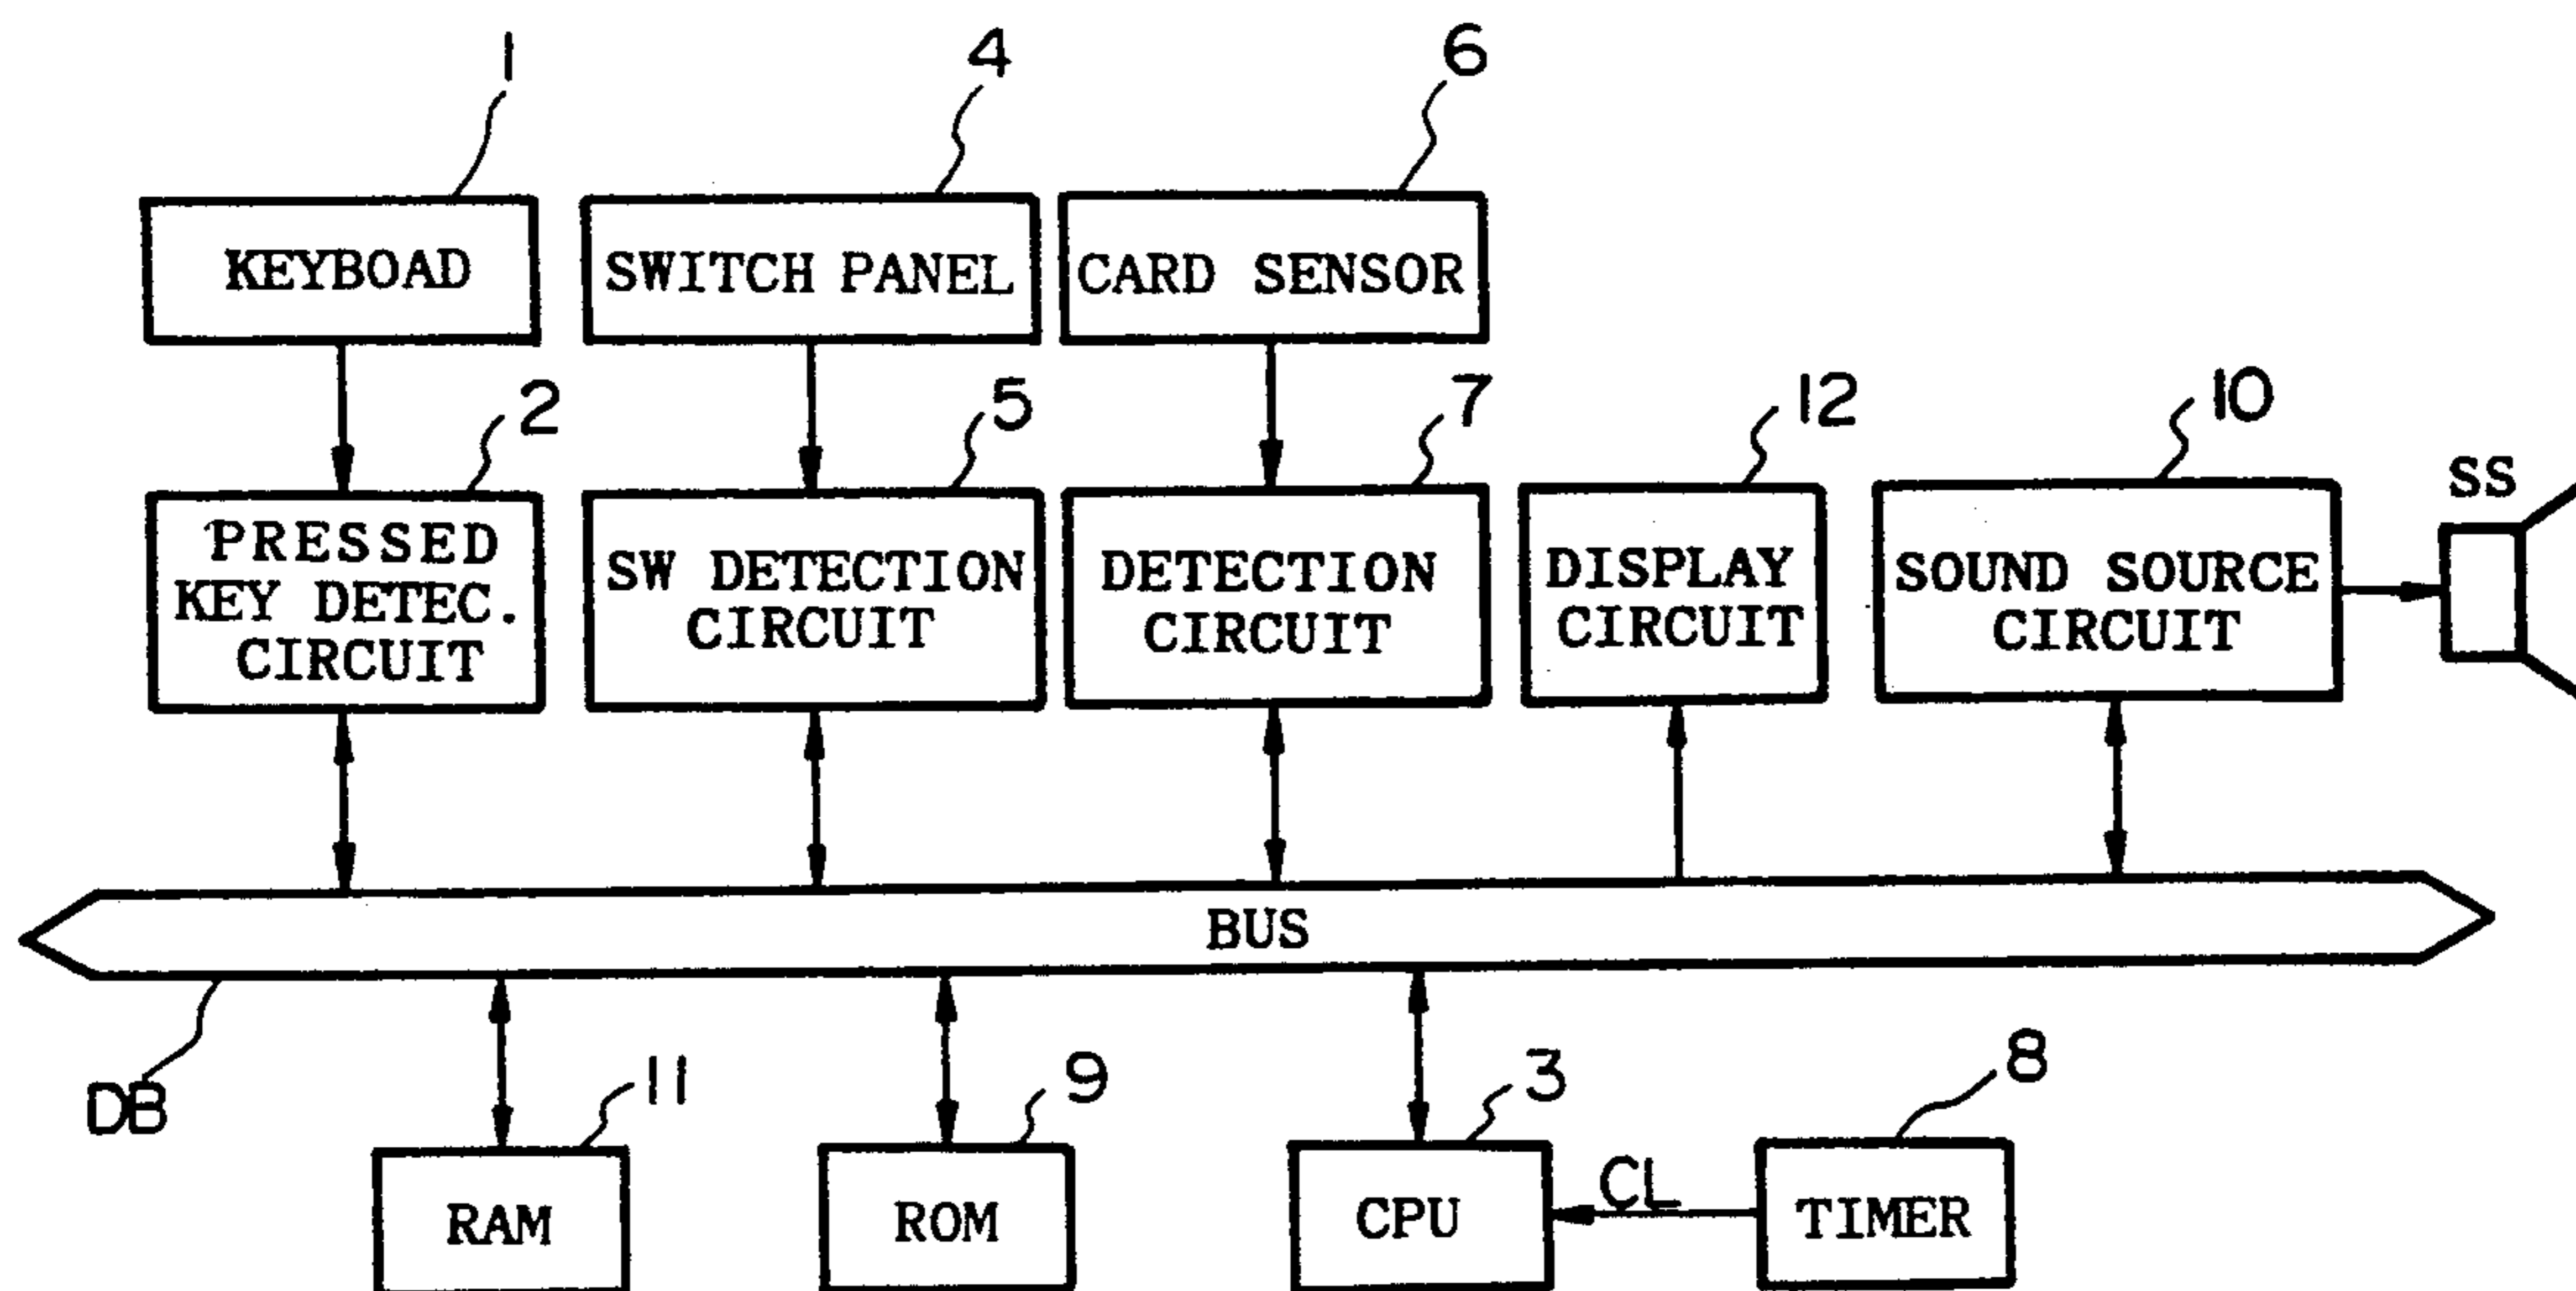 1
4
6
KEYBOAD
SWITCH PANEL
CARD SENSOR
2
5
7
12
10
SS
PRESSED
KEY DETEC.
CIRCUIT
SW DETECTION
CIRCUIT
DETECTION
CIRCUIT
DISPLAY
CIRCUIT
SOUND SOURCE
CIRCUIT
BUS
DB
11
9
3
8
RAM
ROM
CPU
CL
TIMER